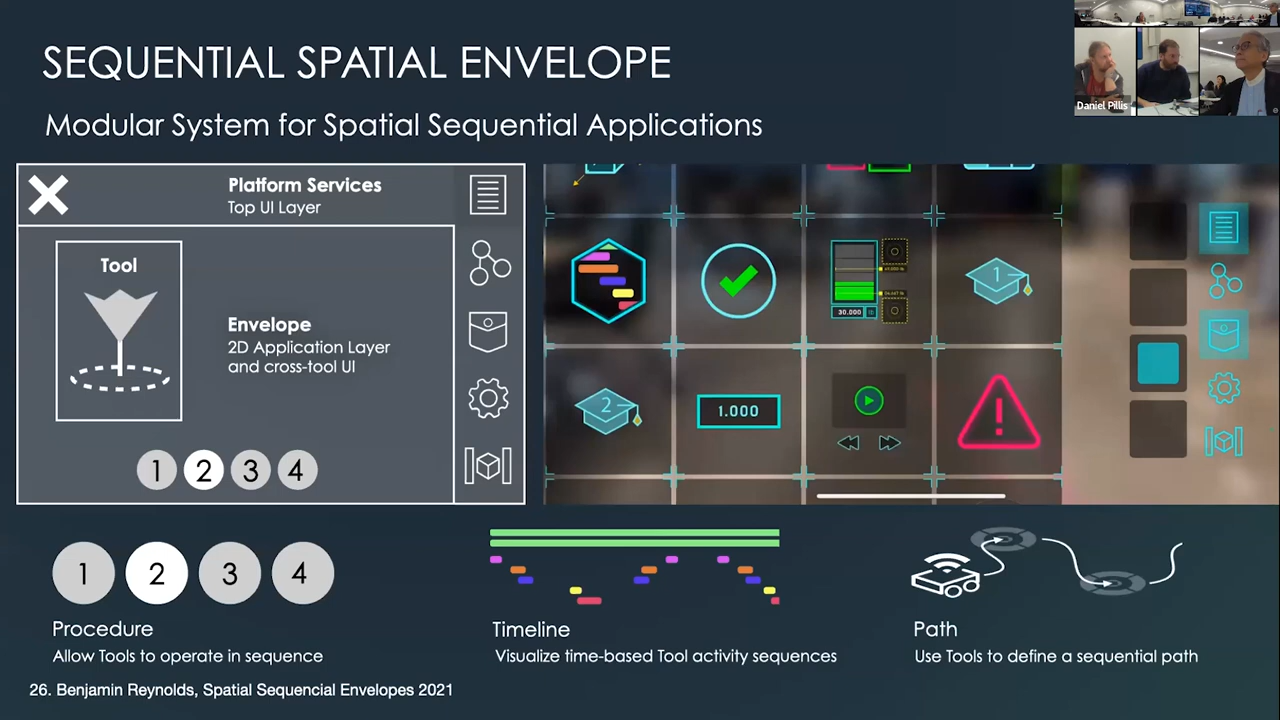 SEQUENTIAL SPATIAL ENVELOPE
Modular System for Spatial Sequential Applications
Daniel Pillis
Platform Services
Top UI Layer
Tool
Envelope
2D Application Layer
and cross-tool UI
1 2 3 4
30.000
1
2
1.000
1 2 3 4
Procedure
Allow Tools to operate in sequence
Timeline
Visualize time-based Tool activity sequences
Path
Use Tools to define a sequential path
26. Benjamin Reynolds, Spatial Sequencial Envelopes 2021